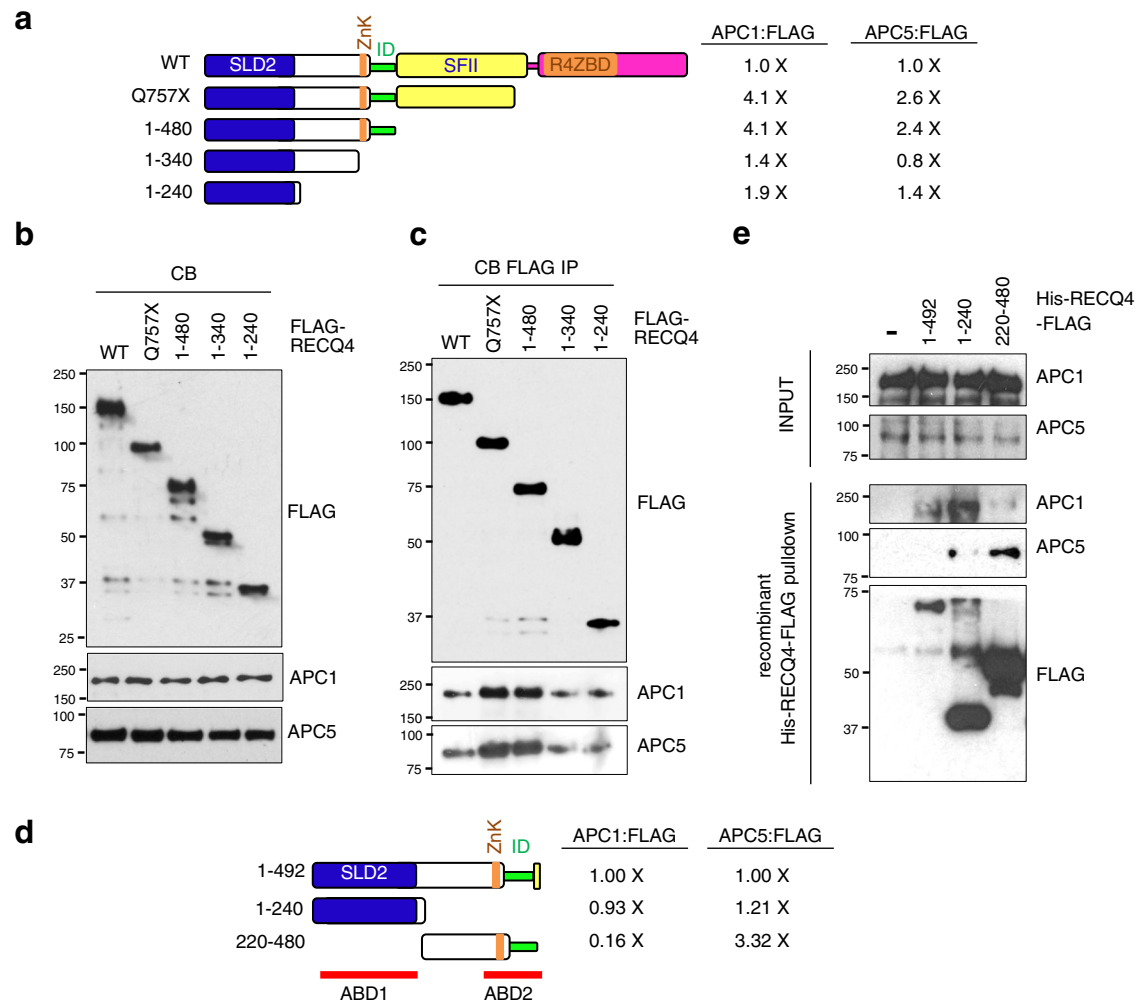 a
ZnK
ID
APC1:FLAG APC5:FLAG
WT SLD2 SFII R4ZBD 1.0 X 1.0 X
Q757X 4.1 X 2.6 X
1-480 4.1 X 2.4 X
1-340 1.4 X 0.8 X
1-240 1.9 X 1.4 X
b
CB
WT Q757X 1-480 1-340 1-240
FLAG-
RECQ4
250
150
100
75
50
37
25
FLAG
250
150
APC1
100
75
APC5
c
CB FLAG IP
WT Q757X 1-480 1-340 1-240
FLAG-
RECQ4
250
150
100
75
50
37
FLAG
250
150
APC1
100
75
APC5
e
- 1-492 1-240 220-480
His-RECQ4
-FLAG
INPUT
250
150
APC1
100
75
APC5
recombinant
His-RECQ4-FLAG pulldown
250
APC1
100
75
APC5
75
50
37
FLAG
d
ZnK
ID
APC1:FLAG APC5:FLAG
1-492 SLD2 1.00 X 1.00 X
1-240 0.93 X 1.21 X
220-480 0.16 X 3.32 X
ABD1 ABD2